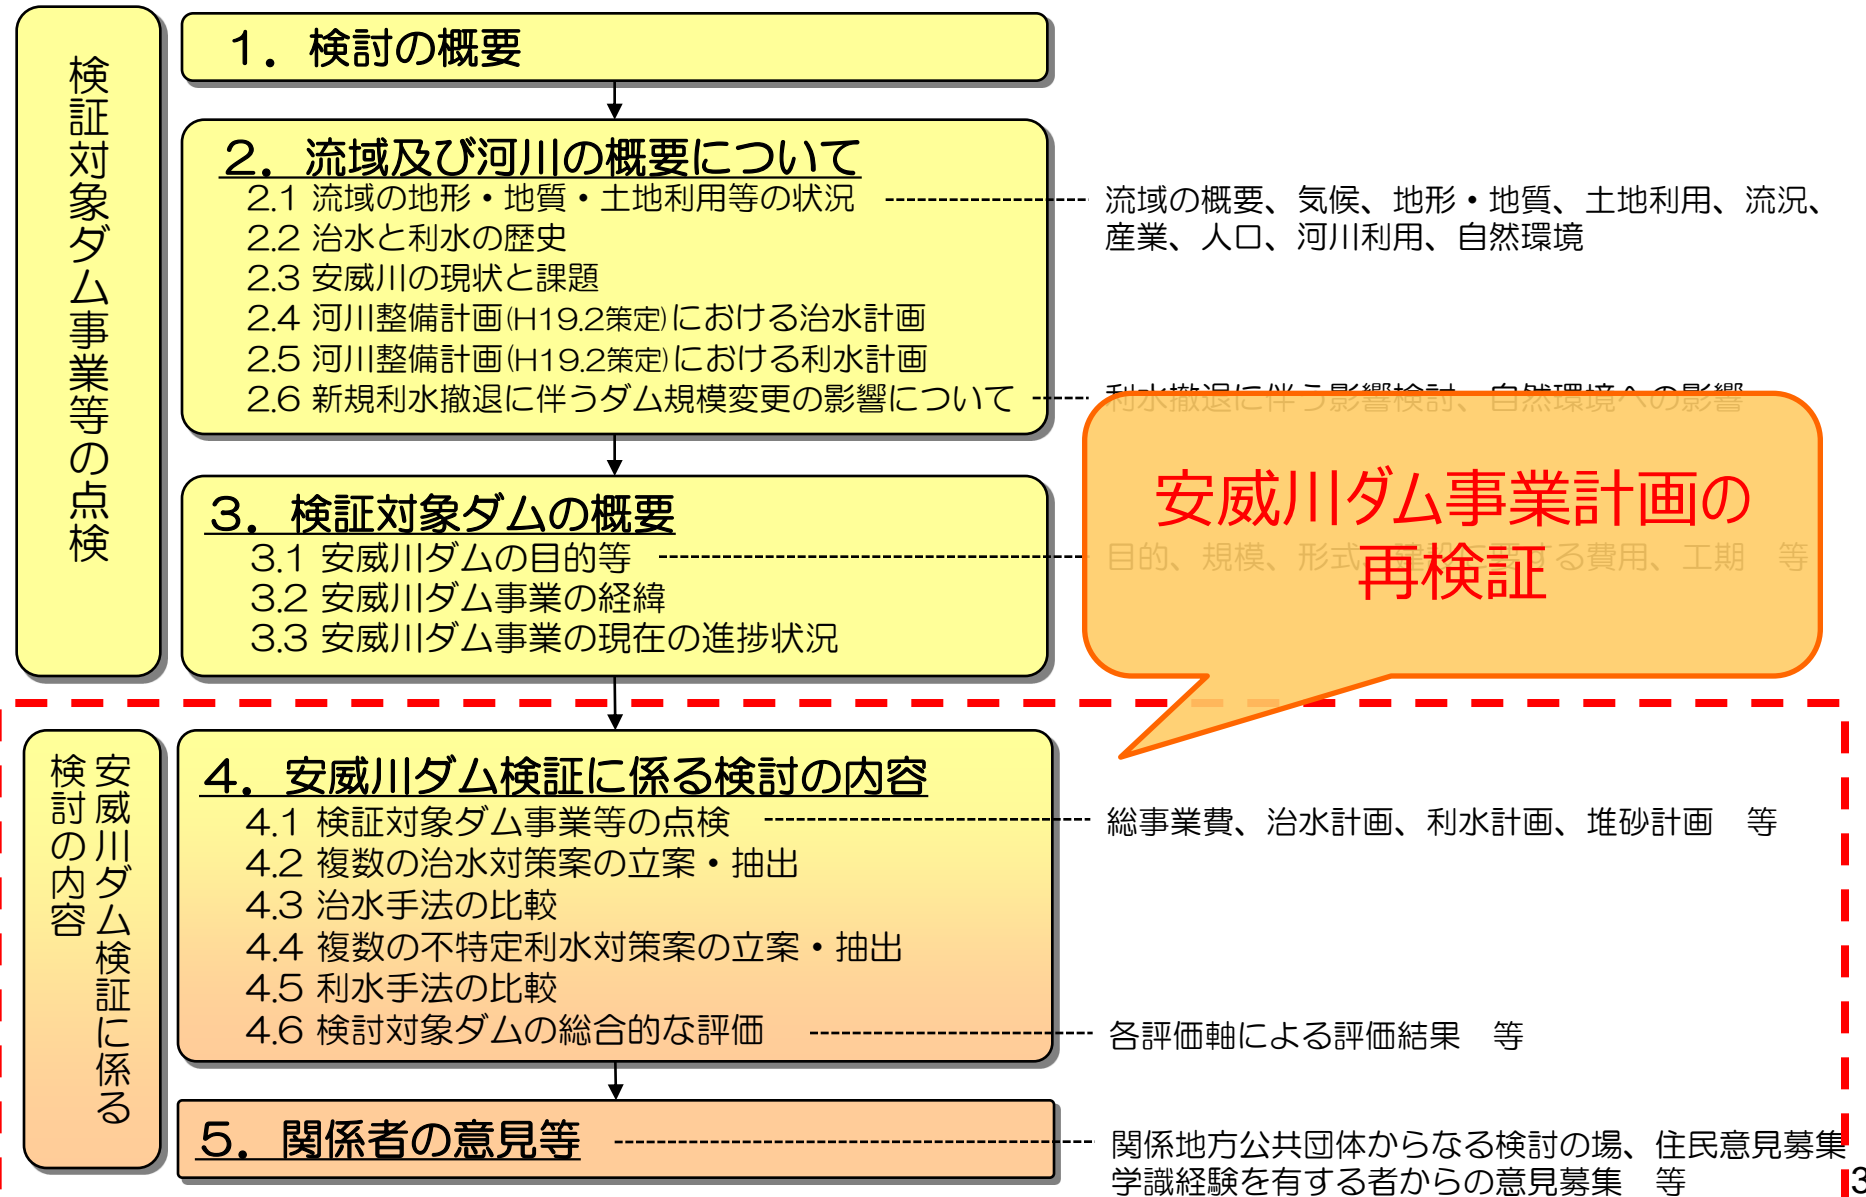 検証対象ダム事業等の点検
1. 検討の概要
2. 流域及び河川の概要について
2.1 流域の地形・地質・土地利用等の状況
流域の概要、気候、地形・地質、土地利用、流況、
産業、人口、河川利用、自然環境
2.2 治水と利水の歴史
2.3 安威川の現状と課題
2.4 河川整備計画(H19.2策定)における治水計画
2.5 河川整備計画(H19.2策定)における利水計画
2.6 新規利水撤退に伴うダム規模変更の影響について
利水撤退に伴う影響検討、自然環境への影響
安威川ダム事業計画の
再検証
3. 検証対象ダムの概要
3.1 安威川ダムの目的等
目的、規模、形式、建設に要する費用、工期 等
3.2 安威川ダム事業の経緯
3.3 安威川ダム事業の現在の進捗状況
安威川ダム検証に係る
検討の内容
4. 安威川ダム検証に係る検討の内容
4.1 検証対象ダム事業等の点検
総事業費、治水計画、利水計画、堆砂計画 等
4.2 複数の治水対策案の立案・抽出
4.3 治水手法の比較
4.4 複数の不特定利水対策案の立案・抽出
4.5 利水手法の比較
4.6 検討対象ダムの総合的な評価
各評価軸による評価結果 等
5. 関係者の意見等
関係地方公共団体からなる検討の場、住民意見募集
学識経験を有する者からの意見募集 等
3